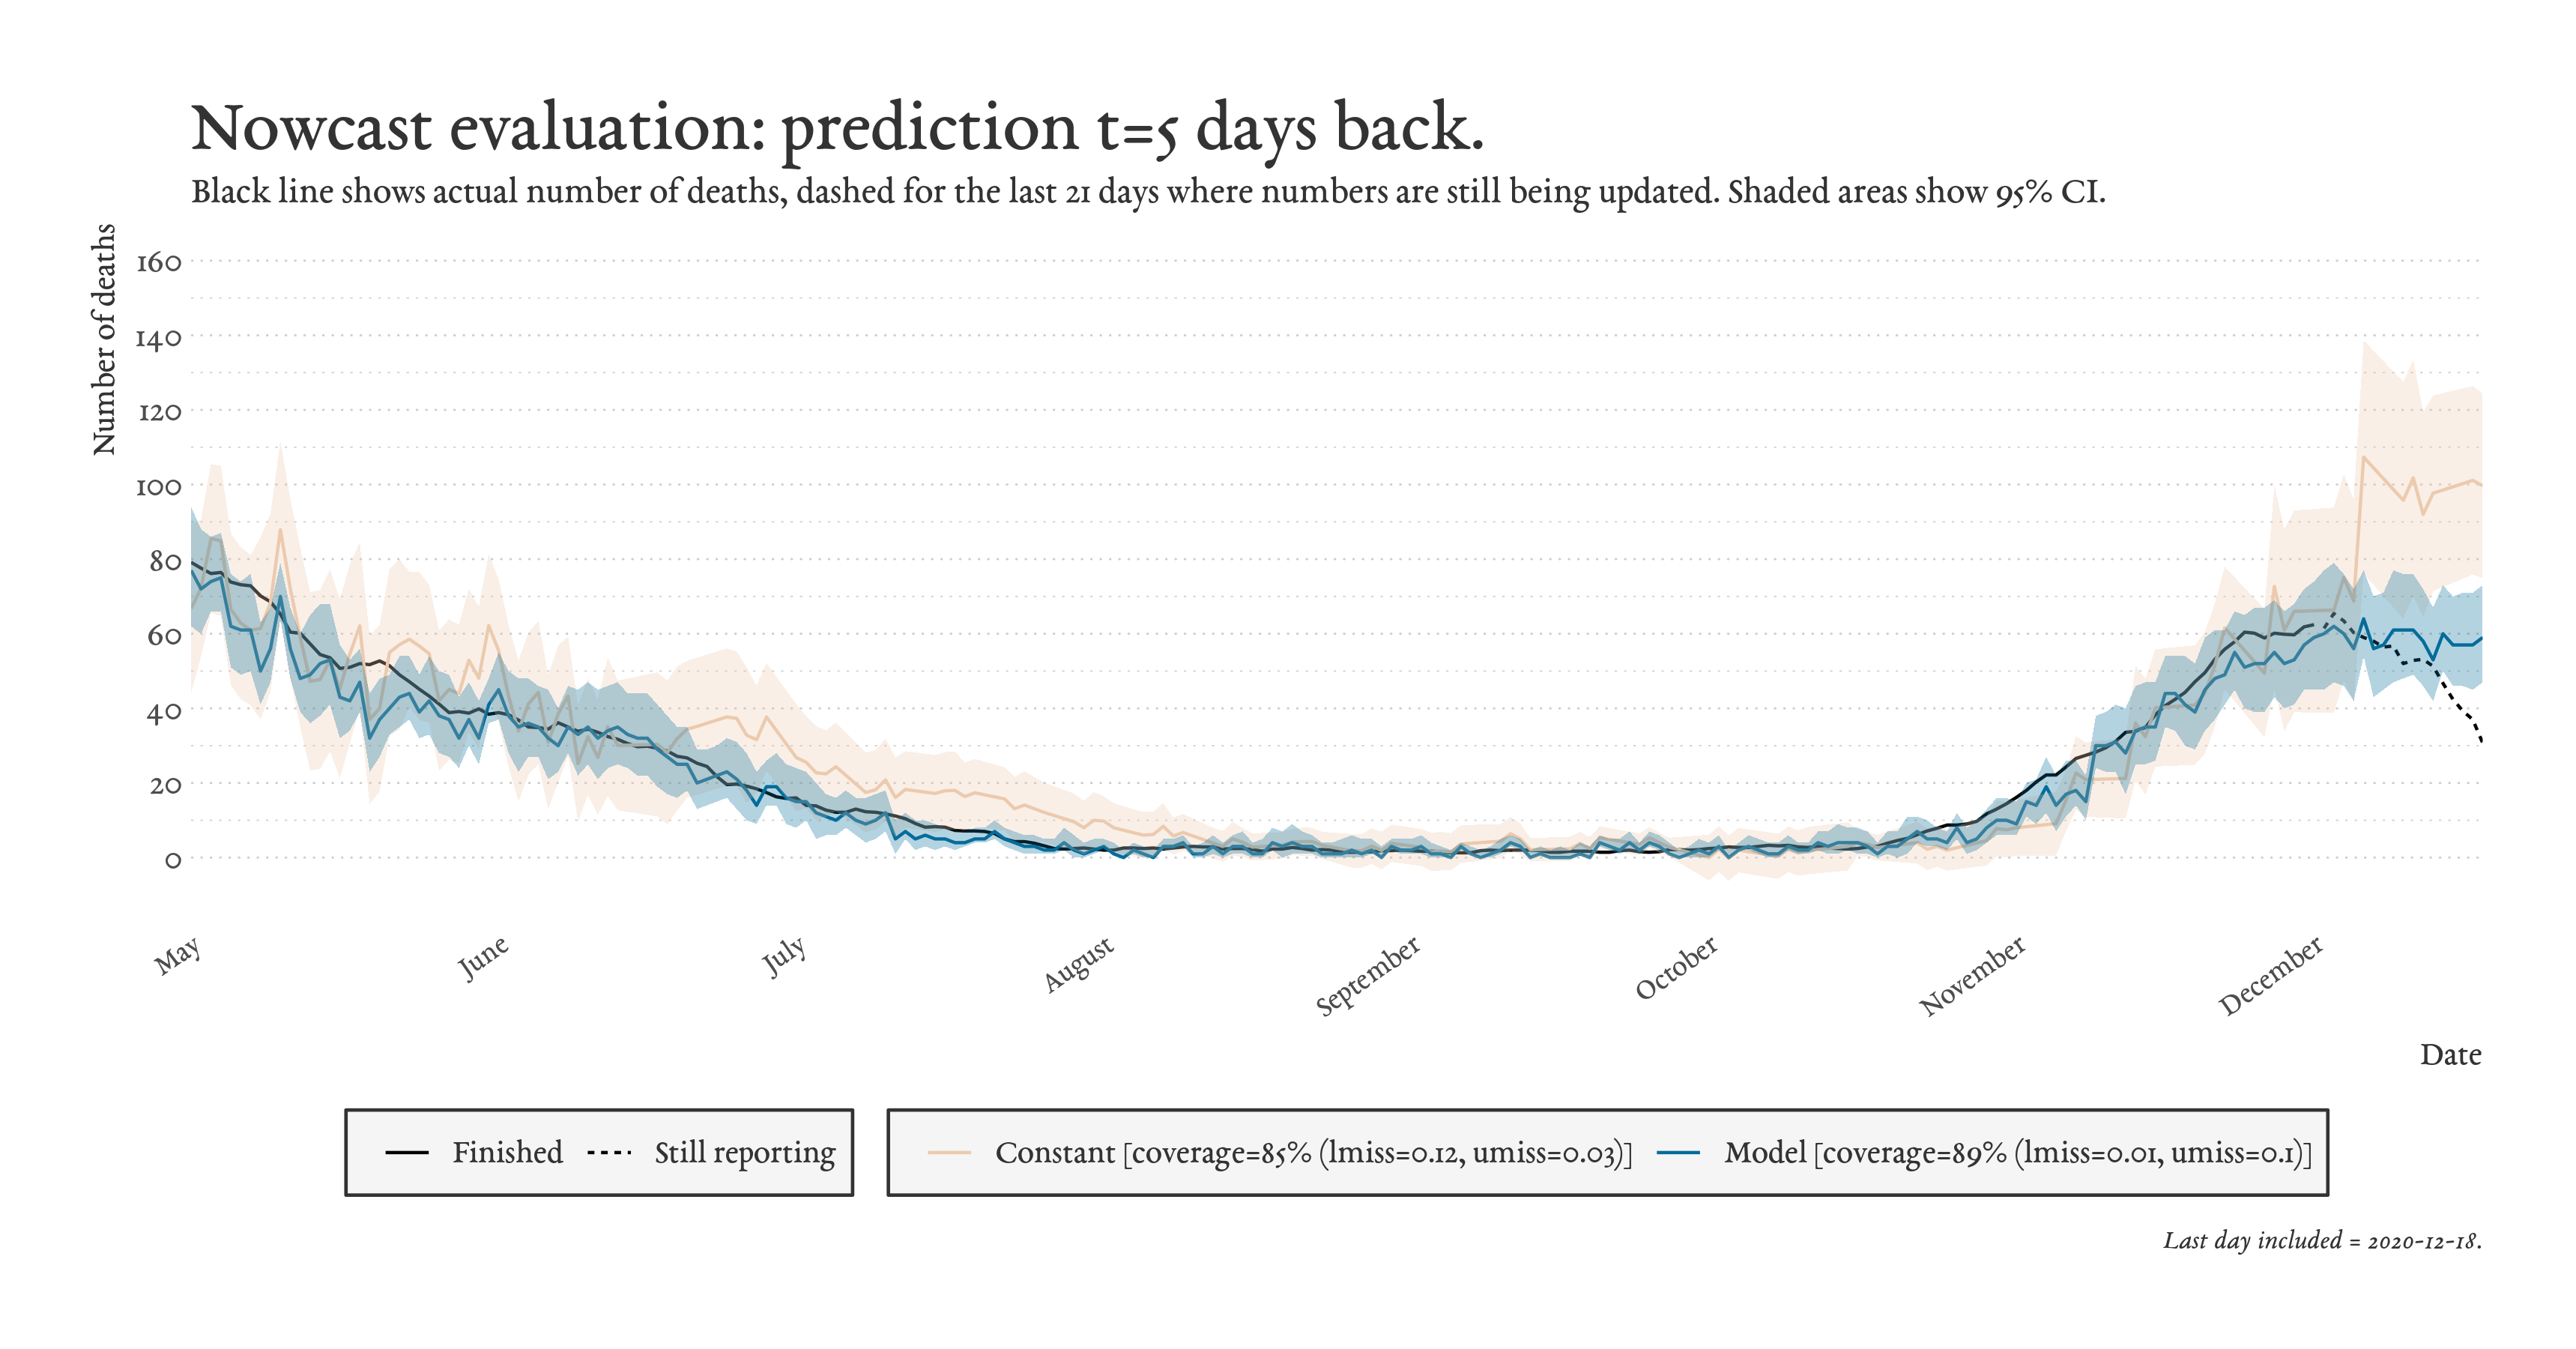 Nowcast evaluation: prediction t=5 days back.
Black line shows actual number of deaths, dashed for the last 21 days where numbers are still being updated. Shaded areas show 95% CI.
Number of deaths
160
140
120
100
80
60
40
20
0
May
June
July
August
September
October
November
December
Date
Finished
Still reporting
Constant [coverage=85% (lmiss=0.12, umiss=0.03)]
Model [coverage=89% (lmiss=0.01, umiss=0.1)]
Last day included = 2020-12-18.